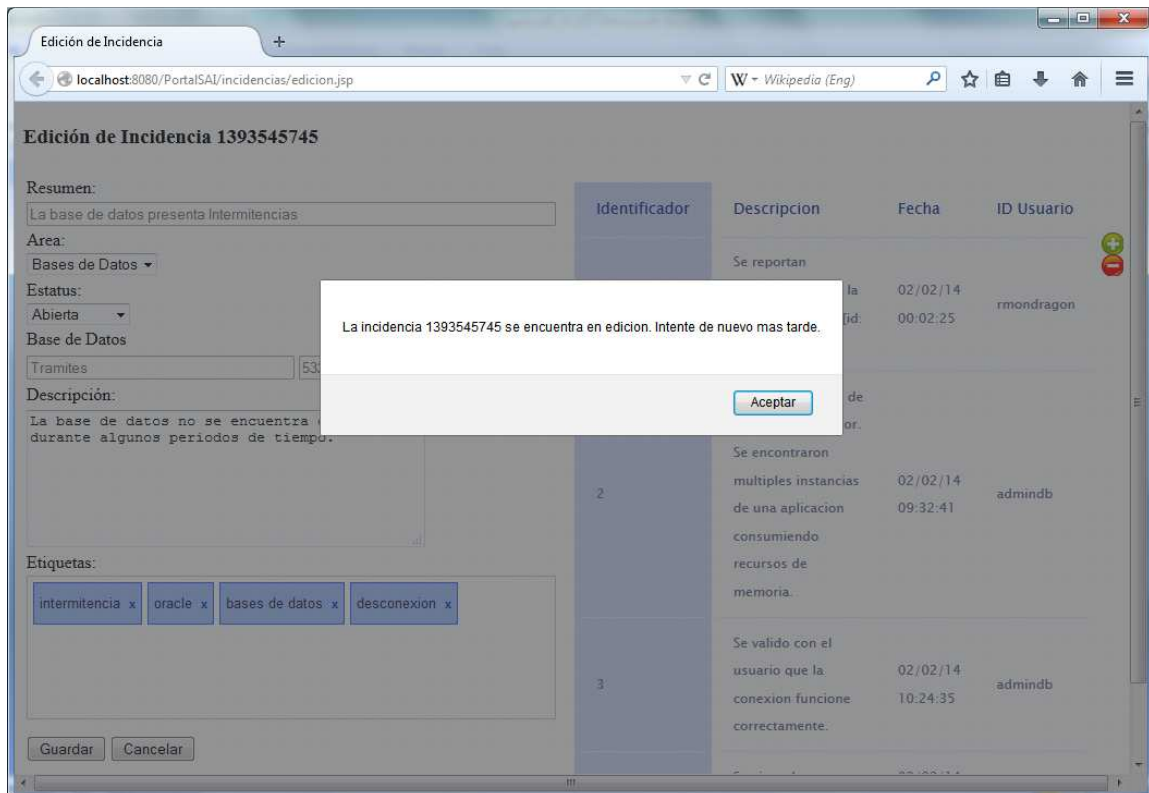 Edición de Incidencia
localhost:8080/PortalSAI/incidencias/edicion.jsp
W Wikipedia (Eng)
Edición de Incidencia 1393545745
Resumen:
La base de datos presenta Intermitencias
Area:
Bases de Datos
Estatus:
Abierta
Base de Datos
Tramites
Descripción:
La base de datos no se encuentra
durante algunos periodos de tiempo.
Etiquetas:
intermitencia x
oracle x
bases de datos x
desconexion x
Guardar
Cancelar
Identificador
Descripcion
Fecha
ID Usuario
Se reportan
la
[id:
02/02/14
00:02:25
rmondragon
de
or.
Se encontraron
multiples instancias
de una aplicacion
consumiendo
recursos de
memoria.
2
02/02/14
09:32:41
admindb
3
Se valido con el
usuario que la
conexion funcione
correctamente.
02/02/14
10:24:35
admindb
La incidencia 1393545745 se encuentra en edicion. Intente de nuevo mas tarde.
Aceptar